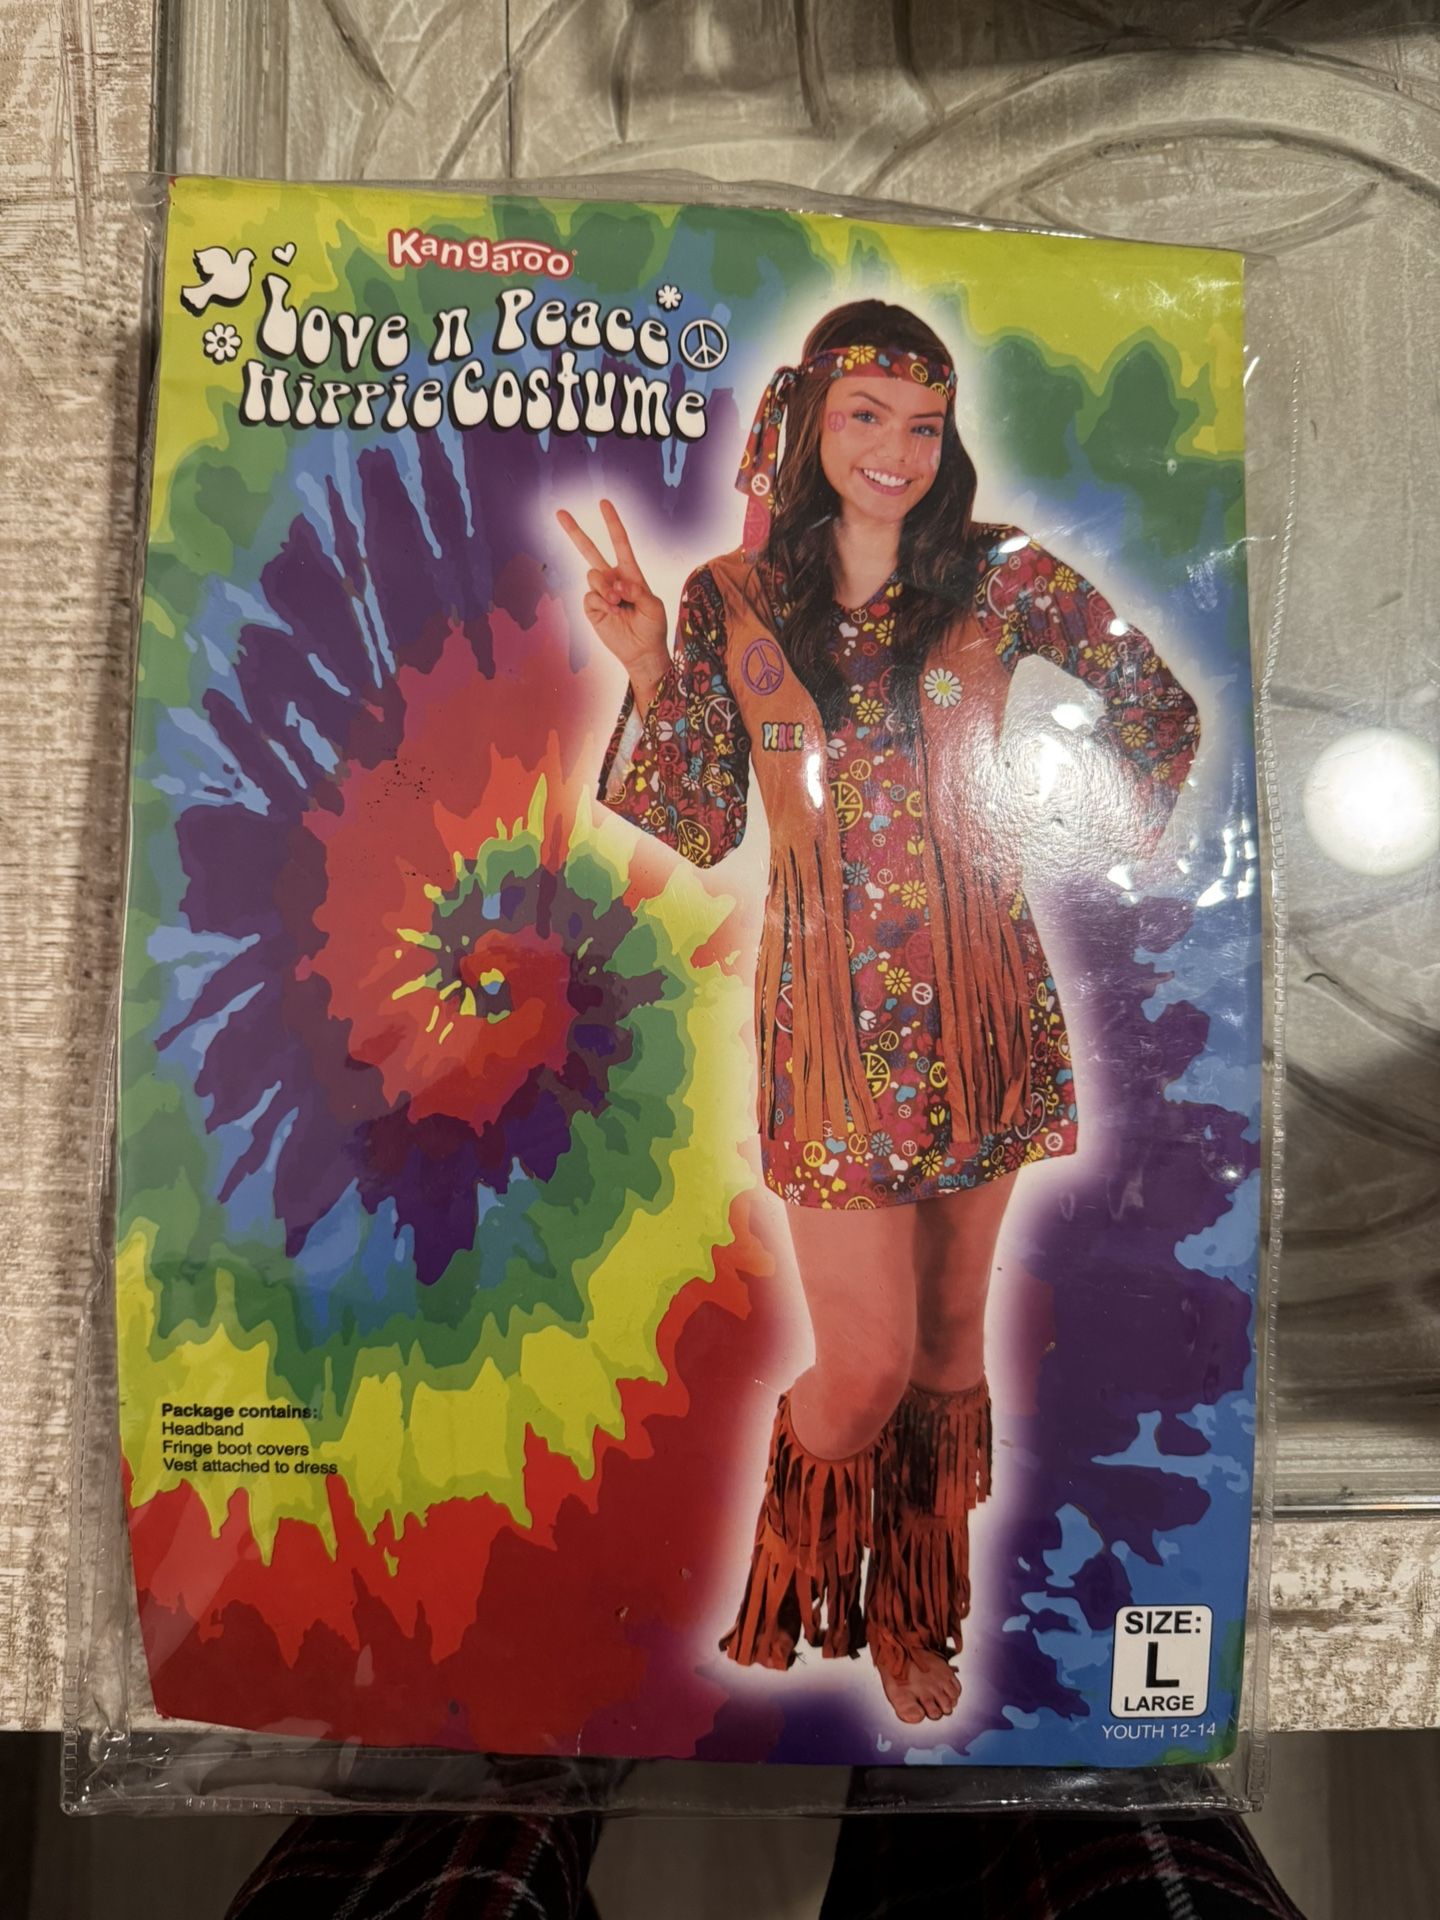 Kangaroo
Love n Peace
Hippie Costume
PEACE
Peace
Package contains:
Headband
Fringe boot covers
Vest attached to dress
SIZE:
L
LARGE
YOUTH 12-14